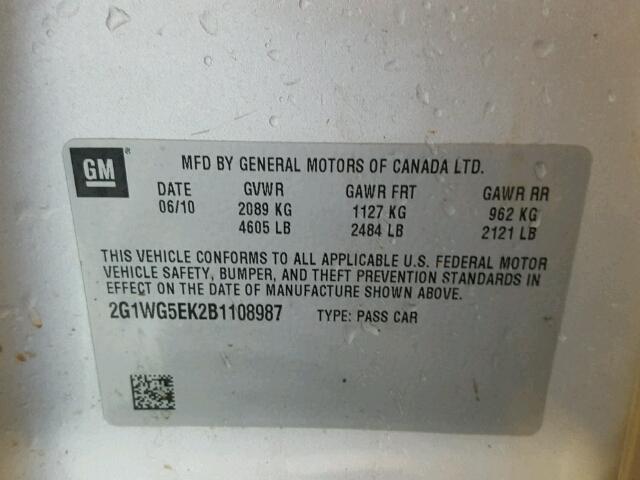 GM ® MFD BY GENERAL MOTORS OF CANADA LTD.
DATE GVWR GAWR FRT GAWR RR
06/10 2089 KG 1127 KG 962 KG
4605 LB 2484 LB 2121 LB
THIS VEHICLE CONFORMS TO ALL APPLICABLE U.S. FEDERAL MOTOR
VEHICLE SAFETY, BUMPER, AND THEFT PREVENTION STANDARDS IN
EFFECT ON THE DATE OF MANUFACTURE SHOWN ABOVE.
2G1WG5EK2B1108987 TYPE: PASS CAR